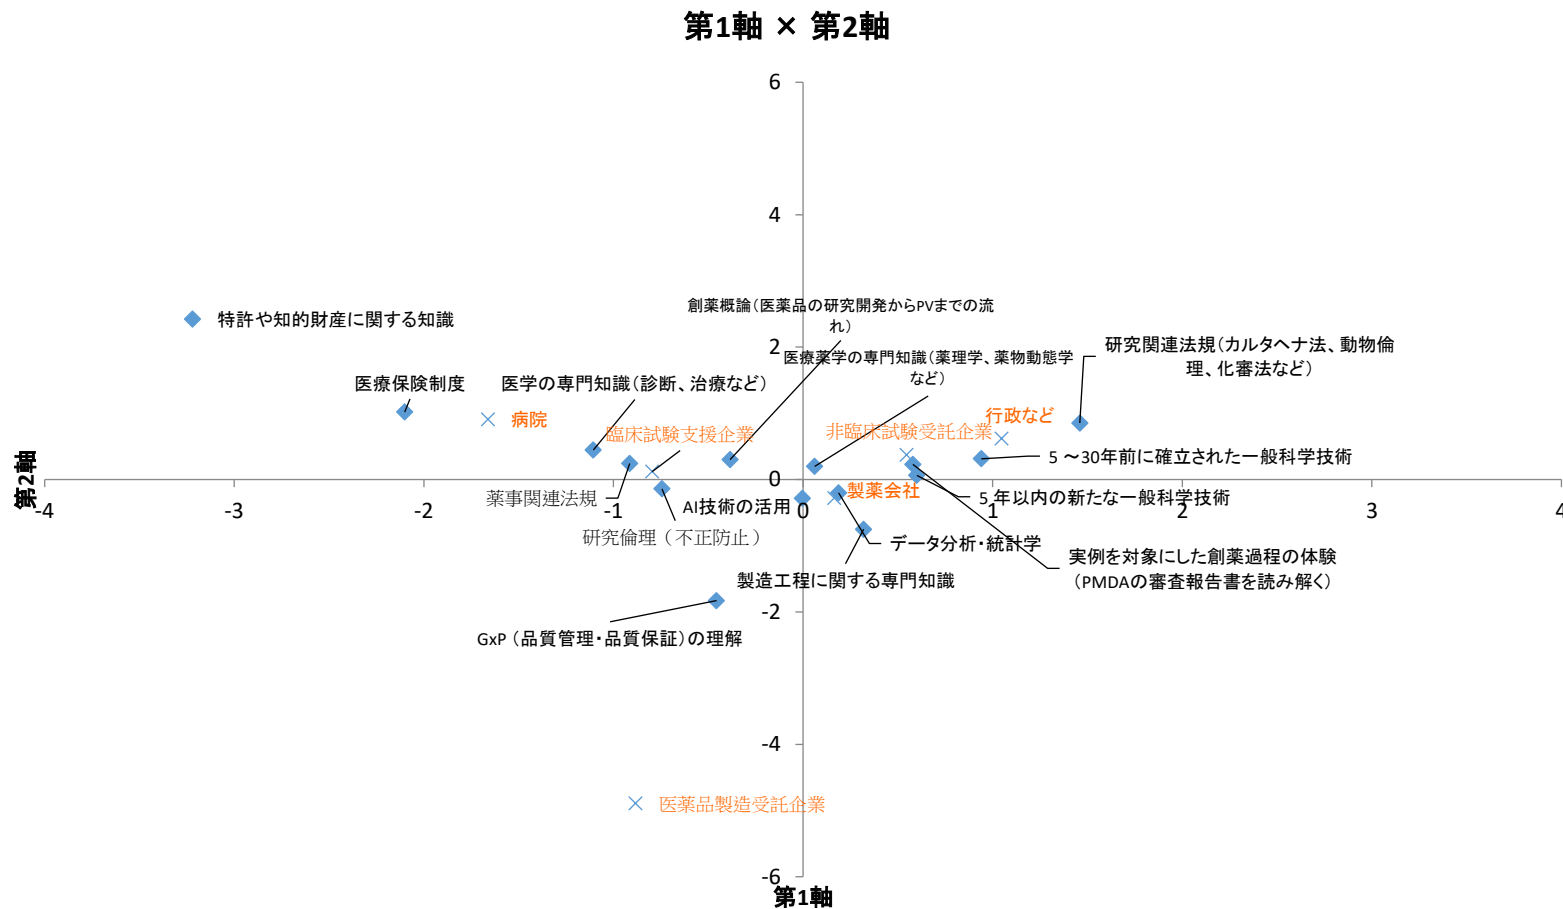 第1軸 × 第2軸
6
4
創薬概論（医薬品の研究開発からPVまでの流
れ）
特許や知的財産に関する知識
2
研究関連法規（カルタヘナ法、動物倫
理、化審法など）
医療薬学の専門知識（薬理学、薬物動態学
など）
医療保険制度
医学の専門知識（診断、治療など）
病院
行政など
臨床試験支援企業
非臨床試験受託企業
5 ～30年前に確立された一般科学技術
第2軸
0
製薬会社
薬事関連法規
AI技術の活用
5 年以内の新たな一般科学技術
-4
-3
-2
-1
0
1
2
3
4
研究倫理（不正防止）
データ分析・統計学
実例を対象にした創薬過程の体験
（PMDAの審査報告書を読み解く）
製造工程に関する専門知識
-2
GxP（品質管理・品質保証）の理解
-4
医薬品製造受託企業
-6
第1軸